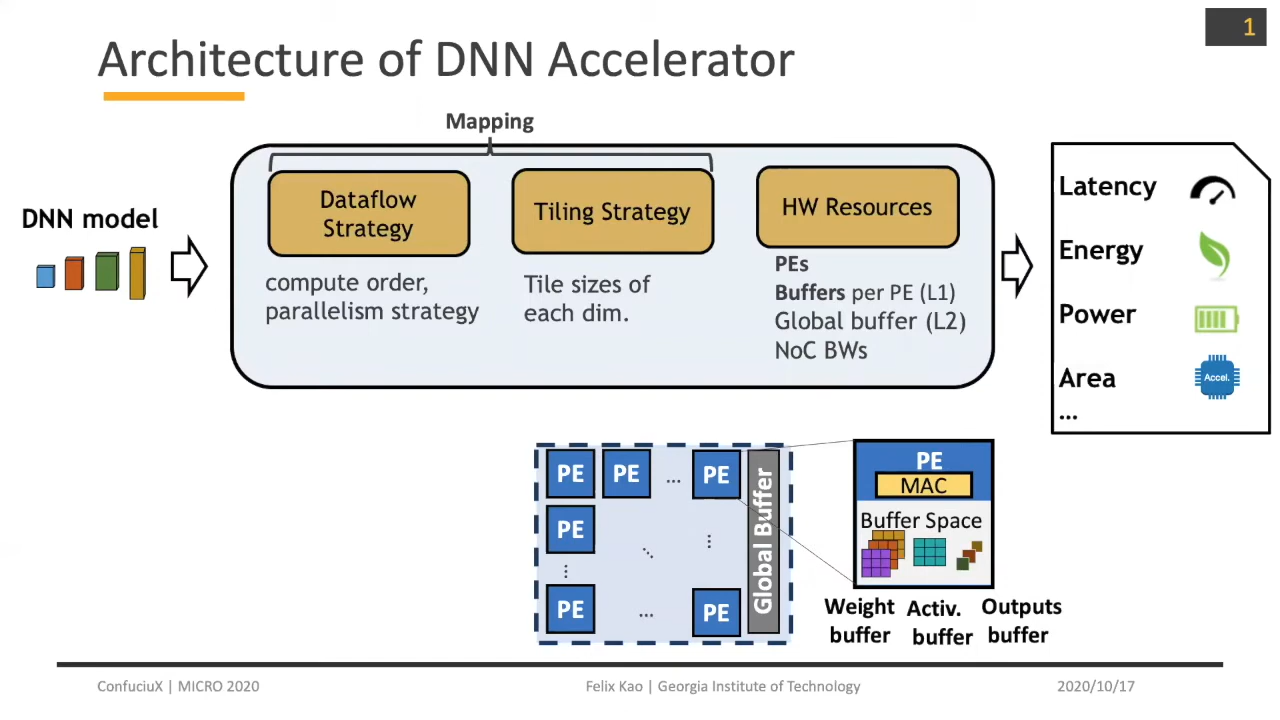 1
Architecture of DNN Accelerator
Mapping
DNN model
Dataflow
Strategy
compute order,
parallelism strategy
Tiling Strategy
Tile sizes of
each dim.
HW Resources
PEs
Buffers per PE (L1)
Global buffer (L2)
NoC BWs
Latency
Energy
Power
Area
Accel.
...
PE PE ... PE
PE
PE ... PE
Global Buffer
PE
MAC
Buffer Space
Weight
buffer
Activ.
buffer
Outputs
buffer
ConfuciuX | MICRO 2020
Felix Kao | Georgia Institute of Technology
2020/10/17